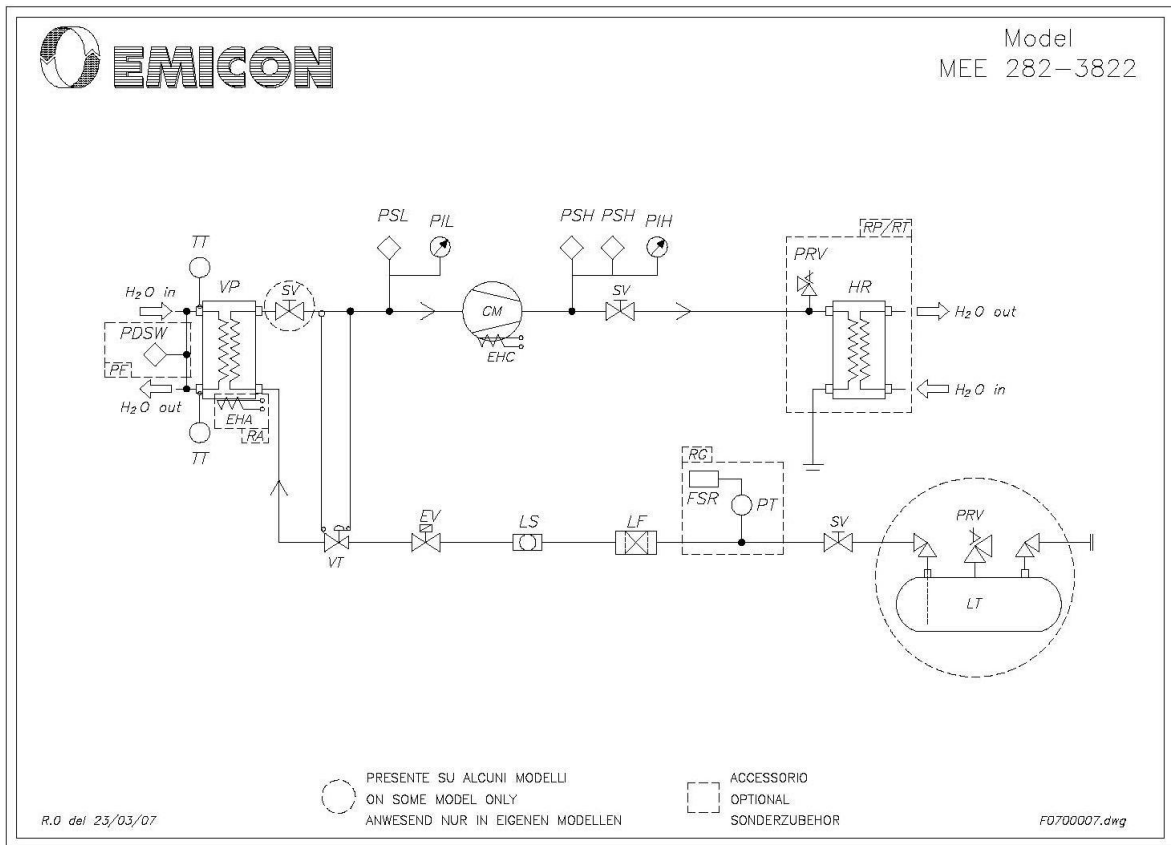 EMICON
Model
MEE 282-3822
PSL
PIL
PSH
PSH
PIH
RP/RT
TT
PRV
H₂O in
VP
SV
SV
HR
CM
H₂O out
PDSW
EHC
PF
H₂O out
H₂O in
EHA
RA
TT
RG
FSR
PT
EV
LS
LF
SV
PRV
VT
LT
PRESENTE SU ALCUNI MODELLI
ON SOME MODEL ONLY
ANWESEND NUR IN EIGENEN MODELLEN
ACCESSORIO
OPTIONAL
SONDERZUBEHOR
R.0 del 23/03/07
F0700007.dwg